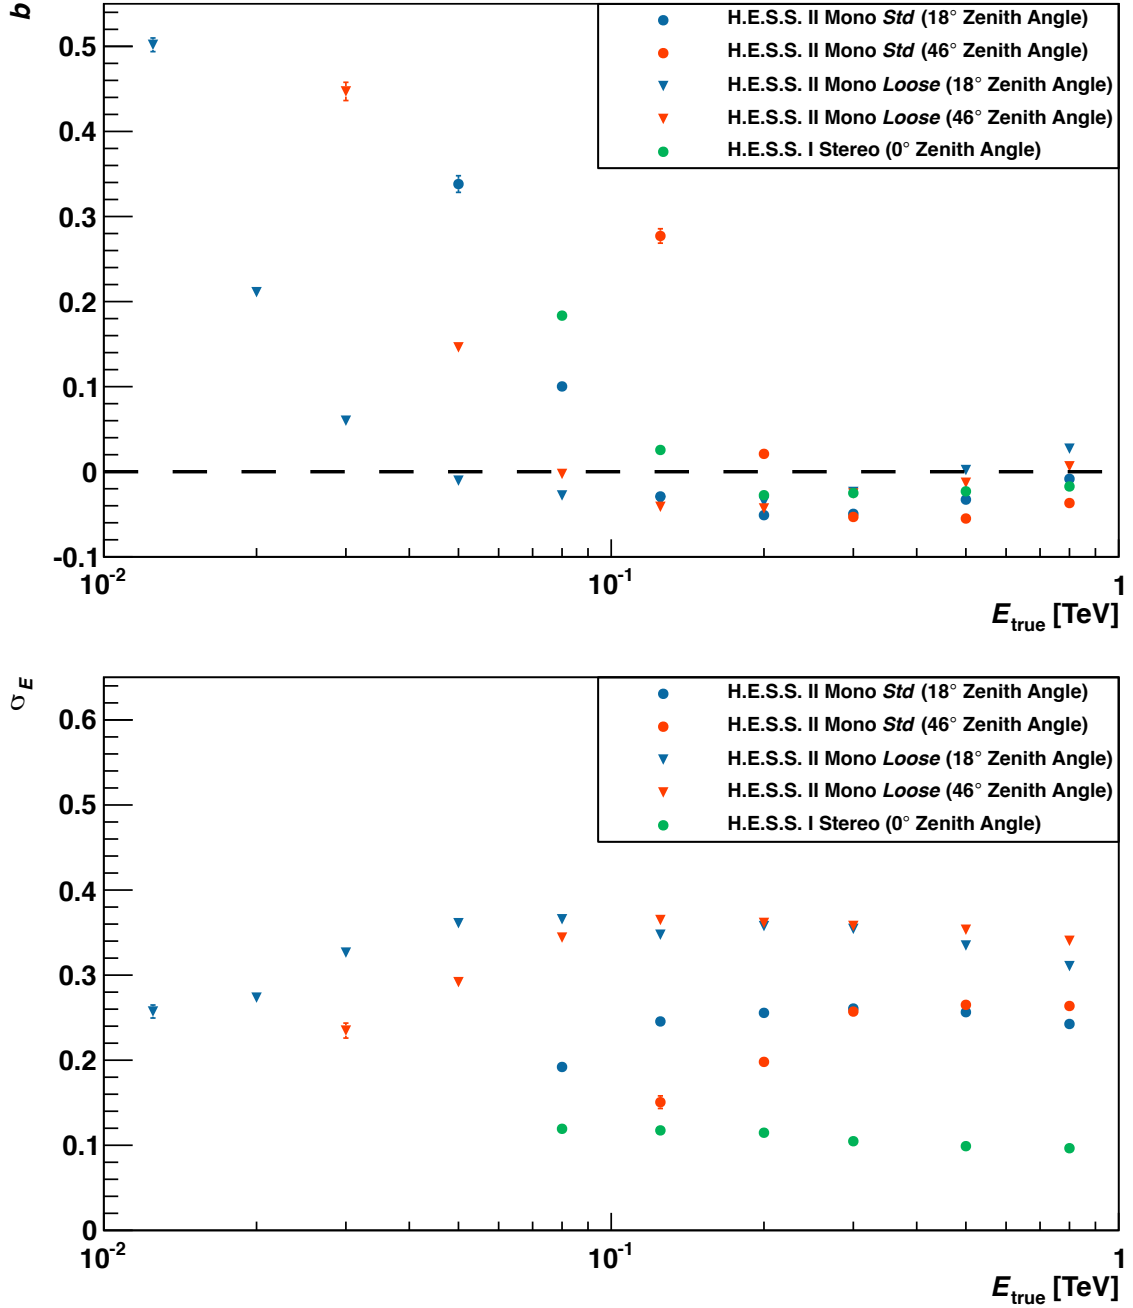 b
H.E.S.S. II Mono Std (18° Zenith Angle)
H.E.S.S. II Mono Std (46° Zenith Angle)
H.E.S.S. II Mono Loose (18° Zenith Angle)
H.E.S.S. II Mono Loose (46° Zenith Angle)
H.E.S.S. I Stereo (0° Zenith Angle)
0.5
0.4
0.3
0.2
0.1
0
-0.1
10⁻² 10⁻¹ 1
E_true [TeV]
σ_E
H.E.S.S. II Mono Std (18° Zenith Angle)
H.E.S.S. II Mono Std (46° Zenith Angle)
H.E.S.S. II Mono Loose (18° Zenith Angle)
H.E.S.S. II Mono Loose (46° Zenith Angle)
H.E.S.S. I Stereo (0° Zenith Angle)
0.6
0.5
0.4
0.3
0.2
0.1
0
10⁻² 10⁻¹ 1
E_true [TeV]